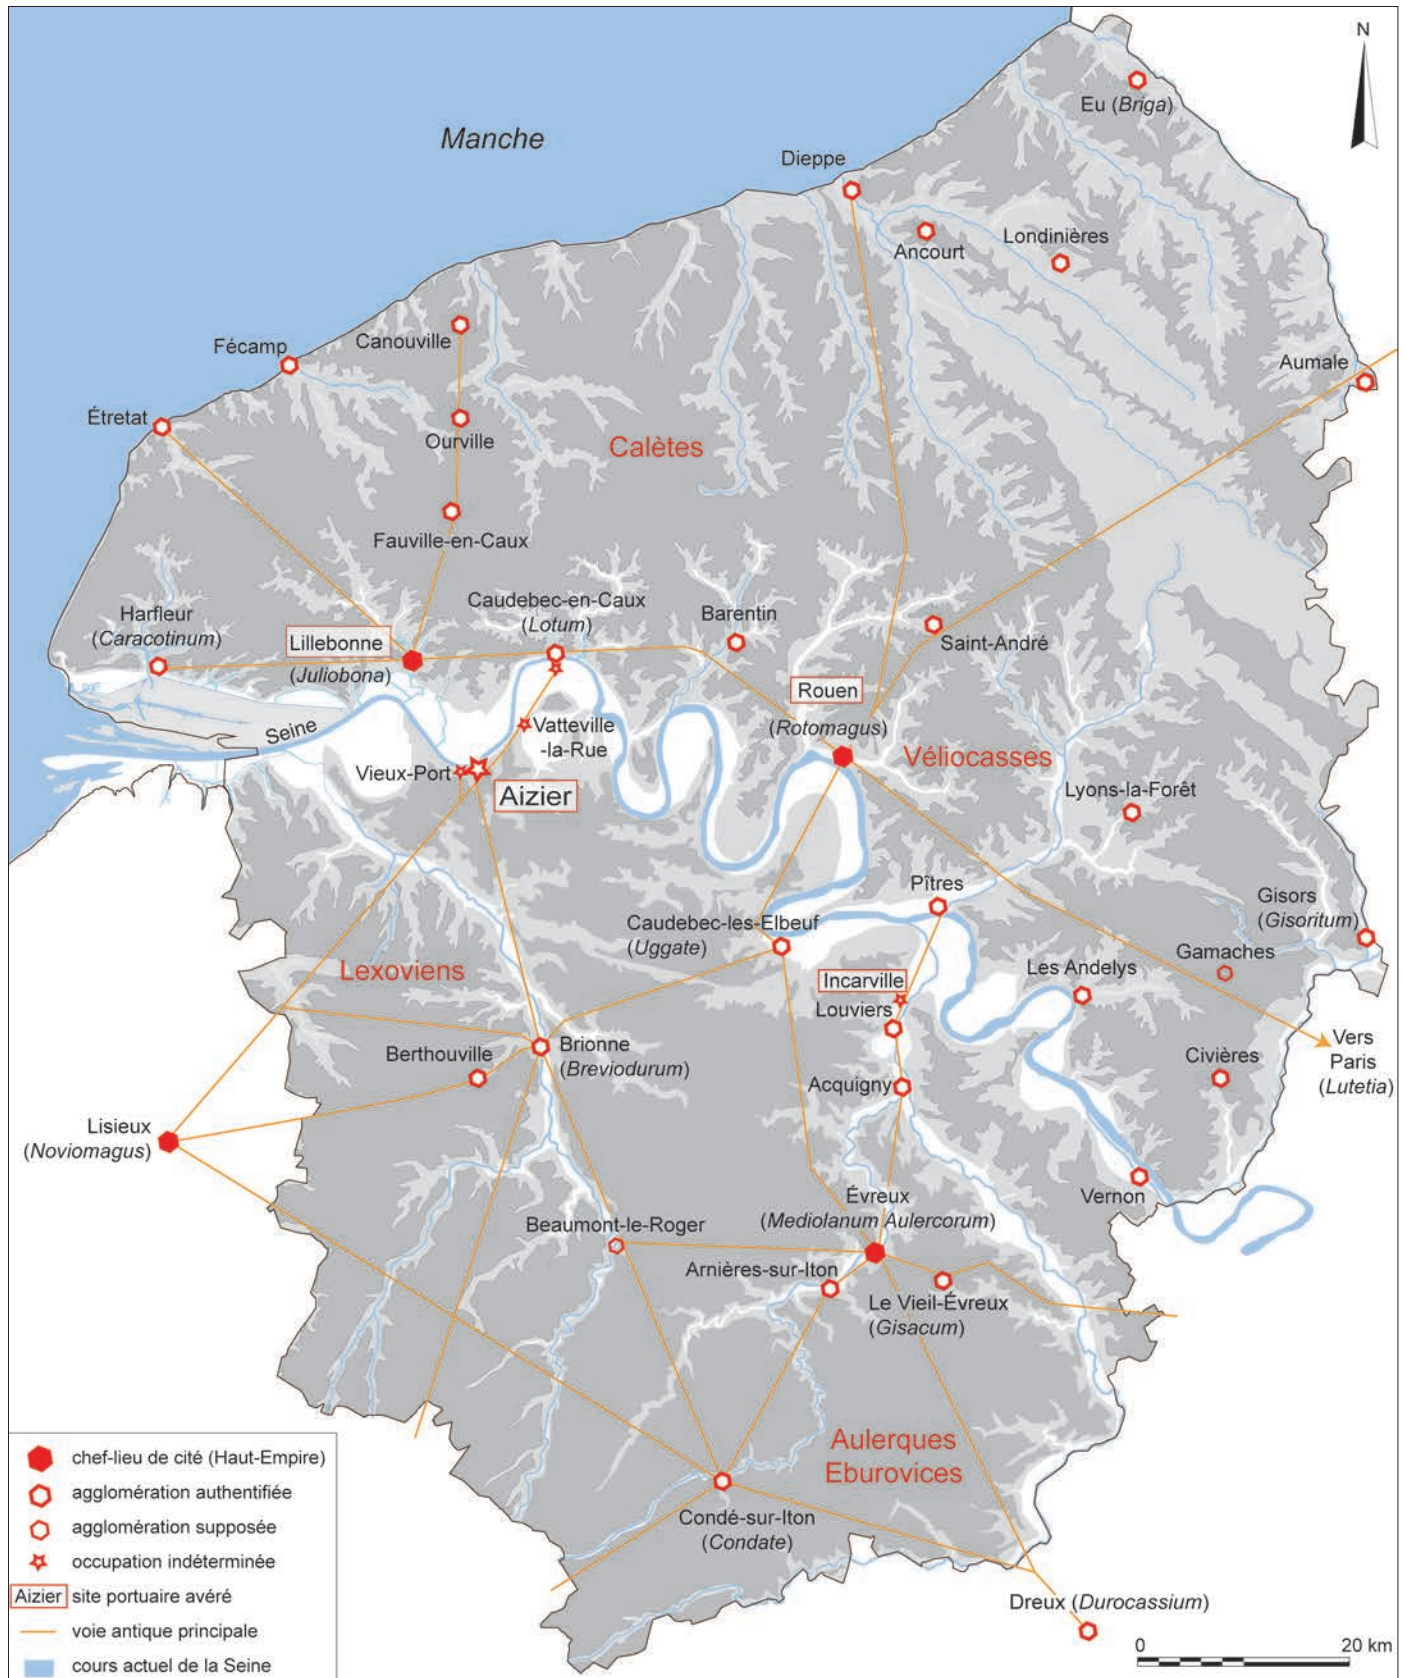 N
Manche
Eu (Briga)
Dieppe
Ancourt
Londinières
Canouville
Fécamp
Aumale
Étretat
Ourville
Calètes
Fauville-en-Caux
Harfleur
(Caracotinum)
Lillebonne
(Juliobona)
Caudebec-en-Caux
(Lotum)
Barentin
Saint-André
Rouen
(Rotomagus)
Seine
Vatteville
-la-Rue
Vieux-Port
Aizier
Véliocasses
Lyons-la-Forêt
Pîtres
Gisors
(Gisoritum)
Caudebec-les-Elbeuf
(Uggate)
Gamaches
Lexoviens
Incarville
Les Andelys
Louviers
Vers
Paris
(Lutetia)
Berthouville
Brionne
(Breviodurum)
Civières
Acquigny
Lisieux
(Noviomagus)
Vernon
Évreux
(Mediolanum Aulercorum)
Beaumont-le-Roger
Arnières-sur-Iton
Le Vieil-Évreux
(Gisacum)
Aulerques
Eburovices
Condé-sur-Iton
(Condate)
Dreux (Durocassium)
chef-lieu de cité (Haut-Empire)
agglomération authentifiée
agglomération supposée
occupation indéterminée
Aizier site portuaire avéré
voie antique principale
cours actuel de la Seine
0 20 km